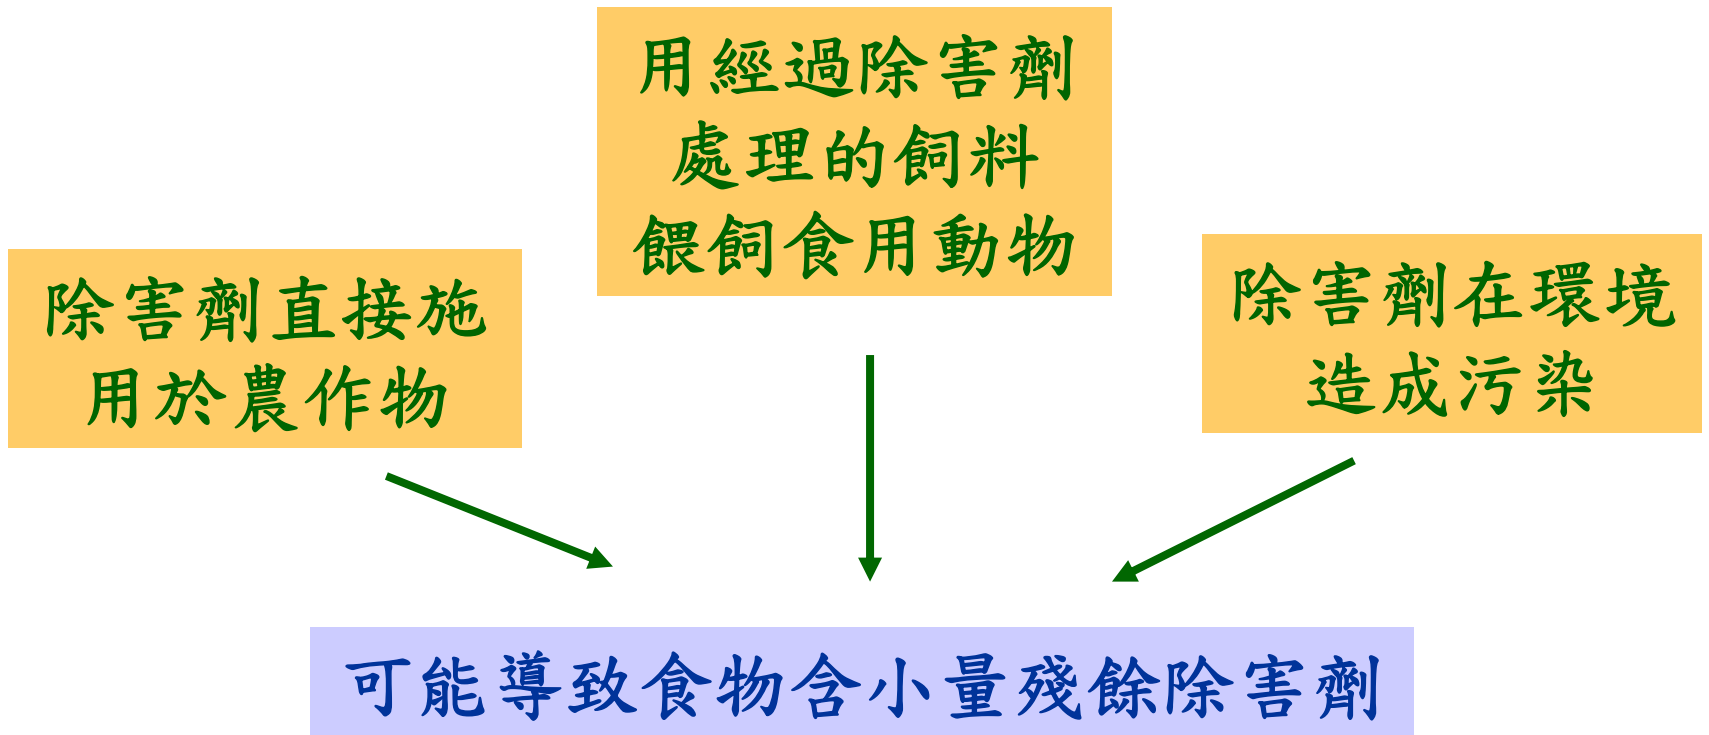 用經過除害劑
處理的飼料
餵飼食用動物
除害劑直接施
用於農作物
除害劑在環境
造成污染
可能導致食物含小量殘餘除害劑